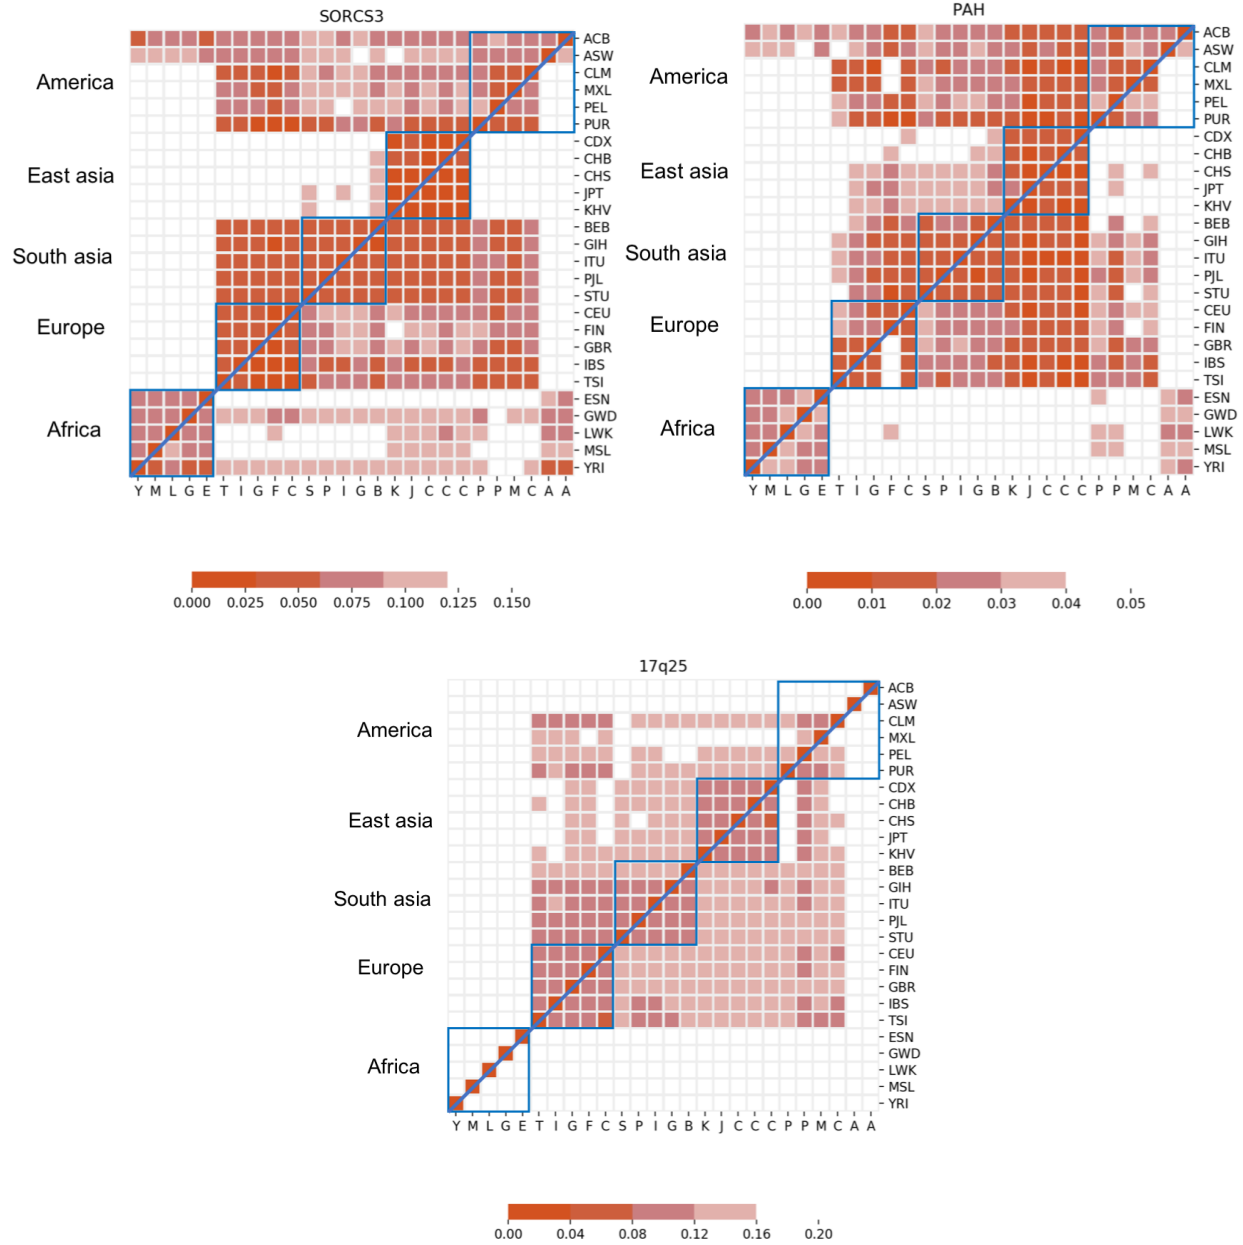 SORCS3
America
East asia
South asia
Europe
Africa
ACB
ASW
CLM
MXL
PEL
PUR
CDX
CHB
CHS
JPT
KHV
BEB
GIH
ITU
PJL
STU
CEU
FIN
GBR
IBS
TSI
ESN
GWD
LWK
MSL
YRI
Y M L G E T I G F C S P I G B K J C C C P P M C A A
0.000 0.025 0.050 0.075 0.100 0.125 0.150
PAH
America
East asia
South asia
Europe
Africa
ACB
ASW
CLM
MXL
PEL
PUR
CDX
CHB
CHS
JPT
KHV
BEB
GIH
ITU
PJL
STU
CEU
FIN
GBR
IBS
TSI
ESN
GWD
LWK
MSL
YRI
Y M L G E T I G F C S P I G B K J C C C P P M C A A
0.00 0.01 0.02 0.03 0.04 0.05
17q25
America
East asia
South asia
Europe
Africa
ACB
ASW
CLM
MXL
PEL
PUR
CDX
CHB
CHS
JPT
KHV
BEB
GIH
ITU
PJL
STU
CEU
FIN
GBR
IBS
TSI
ESN
GWD
LWK
MSL
YRI
Y M L G E T I G F C S P I G B K J C C C P P M C A A
0.00 0.04 0.08 0.12 0.16 0.20